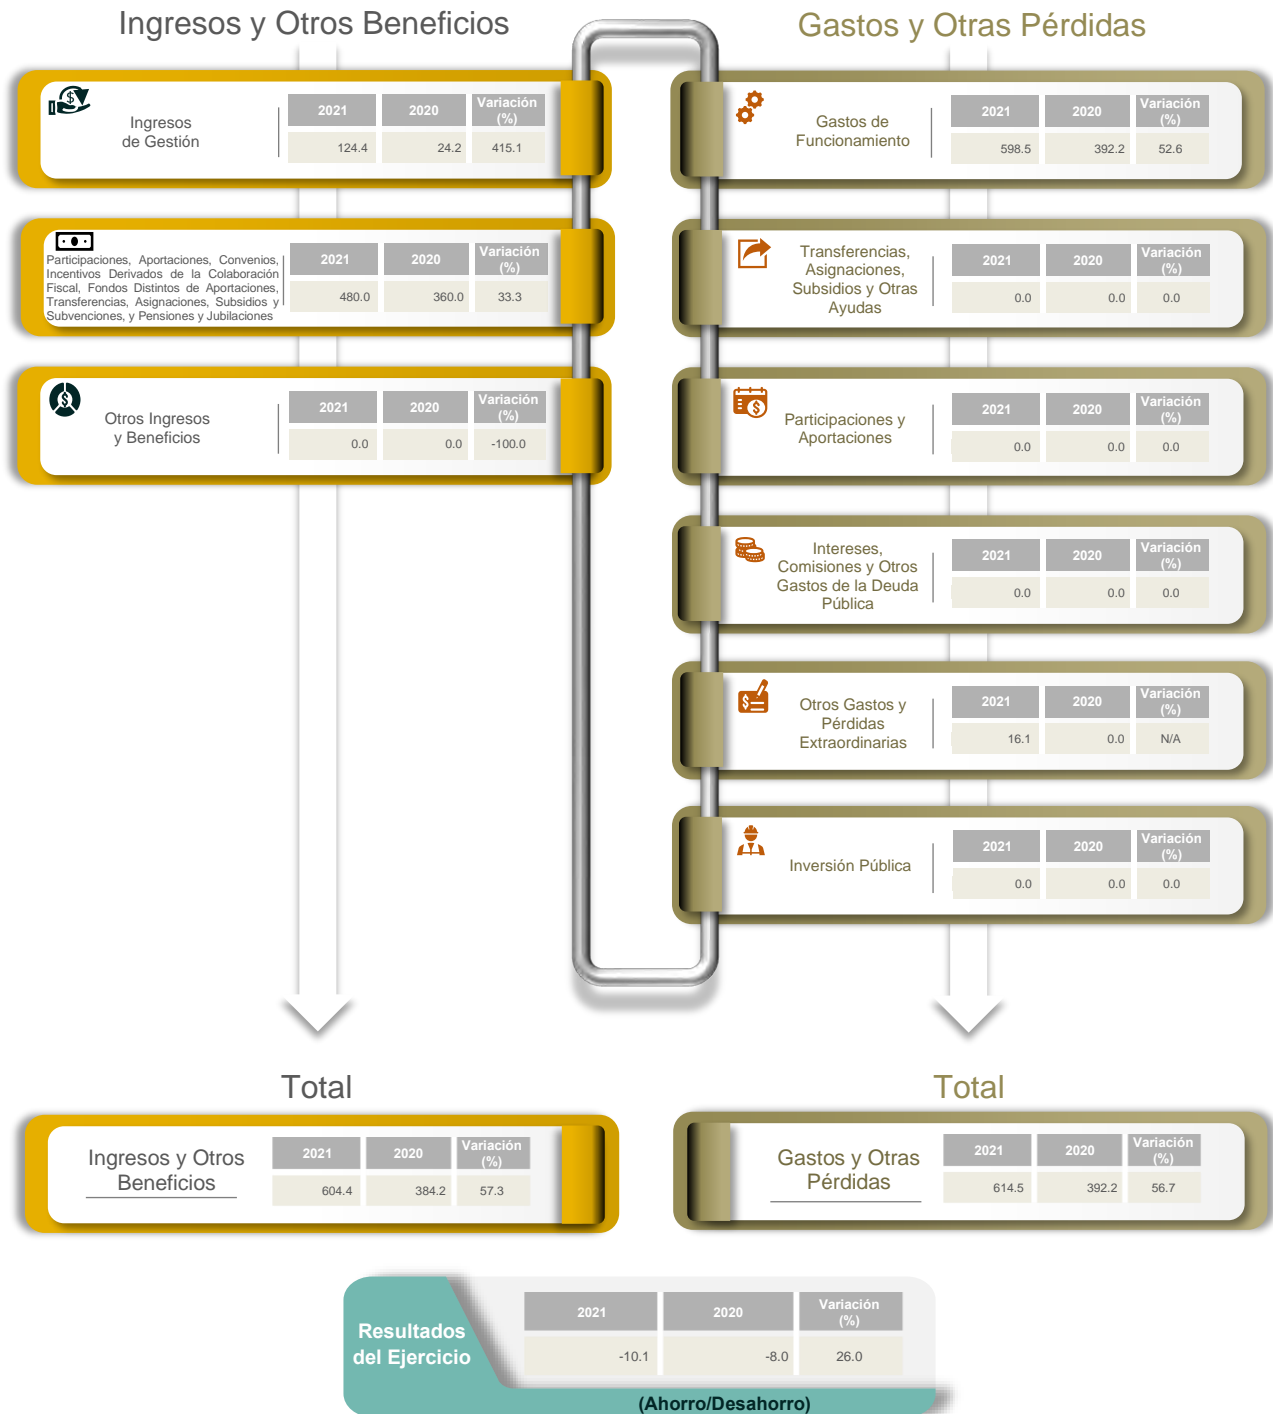 Ingresos y Otros Beneficios
Ingresos
de Gestión
2021 2020 Variación (%)
124.4 24.2 415.1
Participaciones, Aportaciones, Convenios,
Incentivos Derivados de la Colaboración
Fiscal, Fondos Distintos de Aportaciones,
Transferencias, Asignaciones, Subsidios y
Subvenciones, y Pensiones y Jubilaciones
2021 2020 Variación (%)
480.0 360.0 33.3
Otros Ingresos
y Beneficios
2021 2020 Variación (%)
0.0 0.0 -100.0
Total
Ingresos y Otros
Beneficios
2021 2020 Variación (%)
604.4 384.2 57.3
Gastos y Otras Pérdidas
Gastos de
Funcionamiento
2021 2020 Variación (%)
598.5 392.2 52.6
Transferencias,
Asignaciones,
Subsidios y Otras
Ayudas
2021 2020 Variación (%)
0.0 0.0 0.0
Participaciones y
Aportaciones
2021 2020 Variación (%)
0.0 0.0 0.0
Intereses,
Comisiones y Otros
Gastos de la Deuda
Pública
2021 2020 Variación (%)
0.0 0.0 0.0
Otros Gastos y
Pérdidas
Extraordinarias
2021 2020 Variación (%)
16.1 0.0 N/A
Inversión Pública
2021 2020 Variación (%)
0.0 0.0 0.0
Total
Gastos y Otras
Pérdidas
2021 2020 Variación (%)
614.5 392.2 56.7
Resultados
del Ejercicio
2021 2020 Variación (%)
-10.1 -8.0 26.0
(Ahorro/Desahorro)